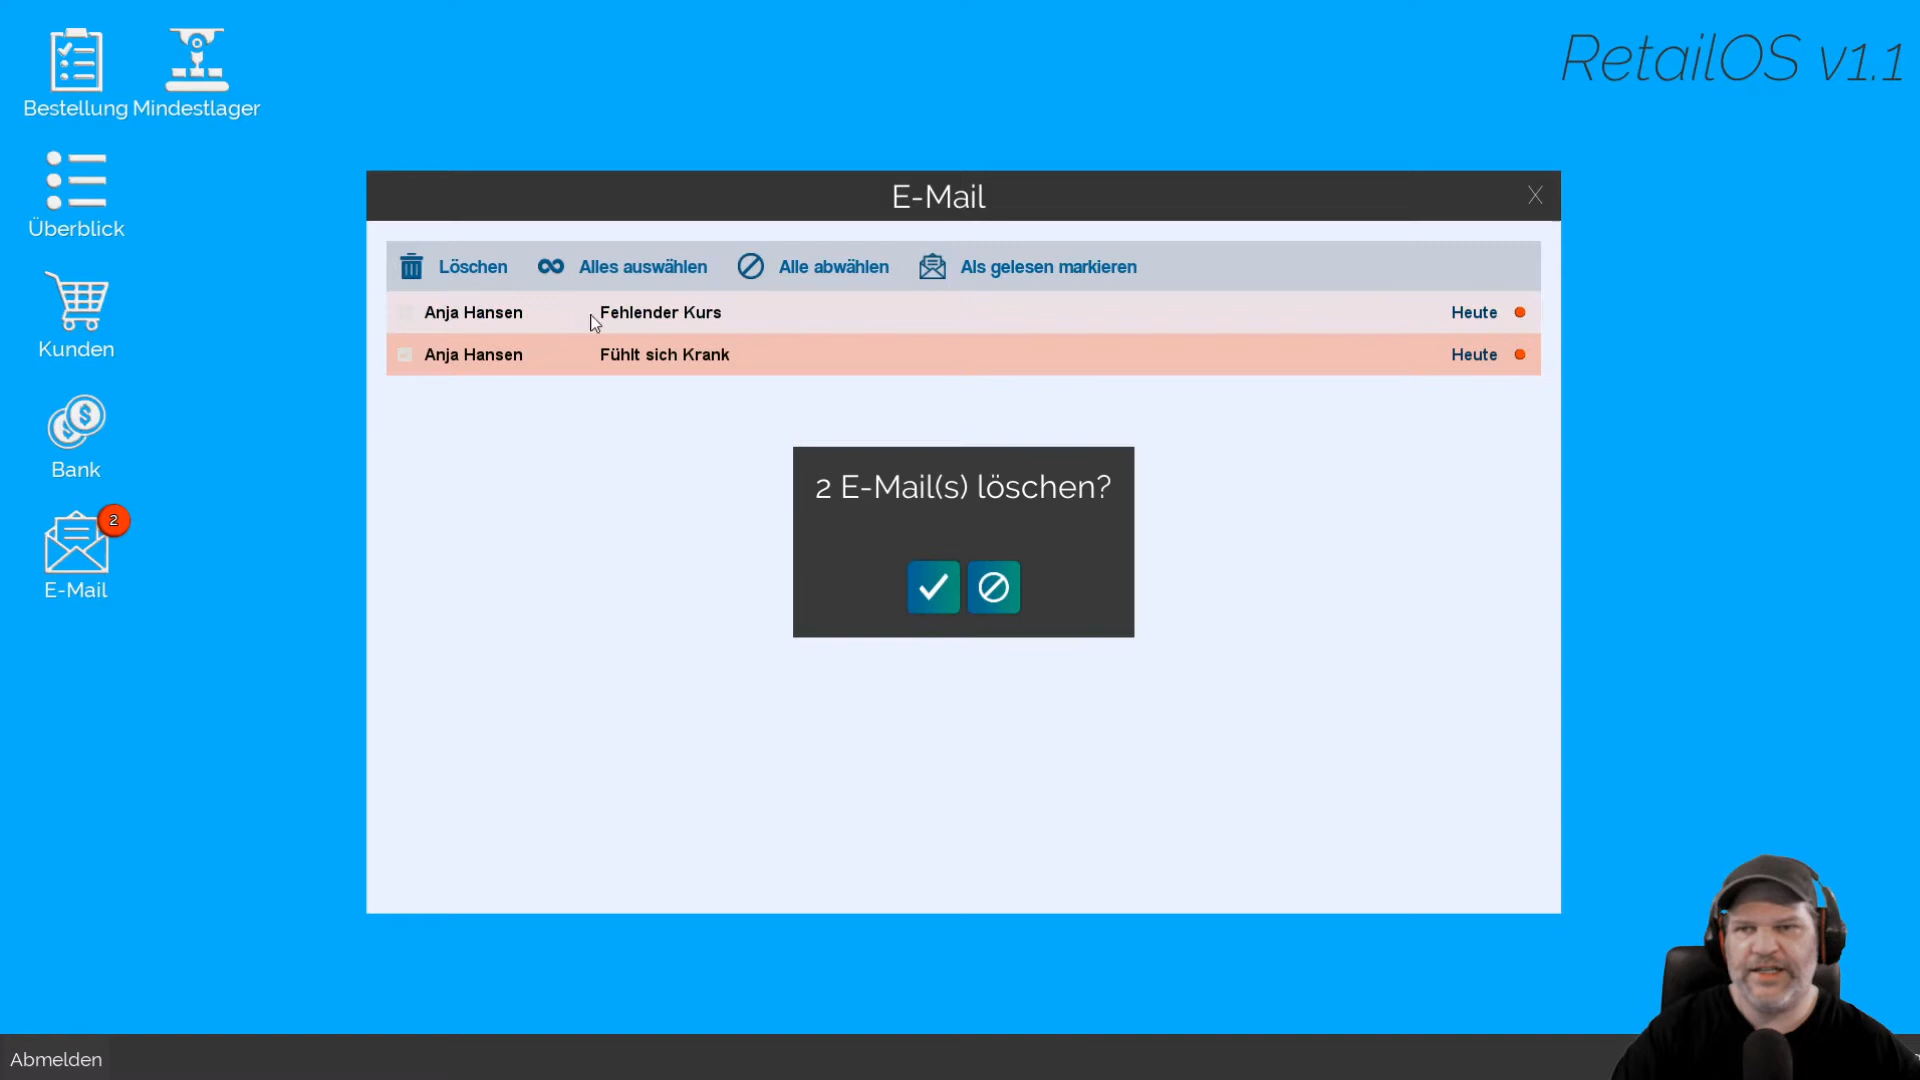 RetailOS v1.1
Bestellung
Mindestlager
Überblick
Kunden
Bank
2
E-Mail
E-Mail
X
Löschen
Alles auswählen
Alle abwählen
Als gelesen markieren
Anja Hansen Fehlender Kurs Heute
Anja Hansen Fühlt sich Krank Heute
2 E-Mail(s) löschen?
Abmelden